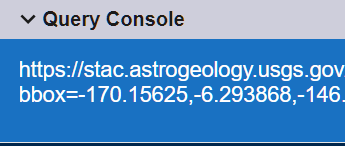 Query Console
https://stac.astrogeology.usgs.gov
bbox=-170.15625,-6.293868,-146.